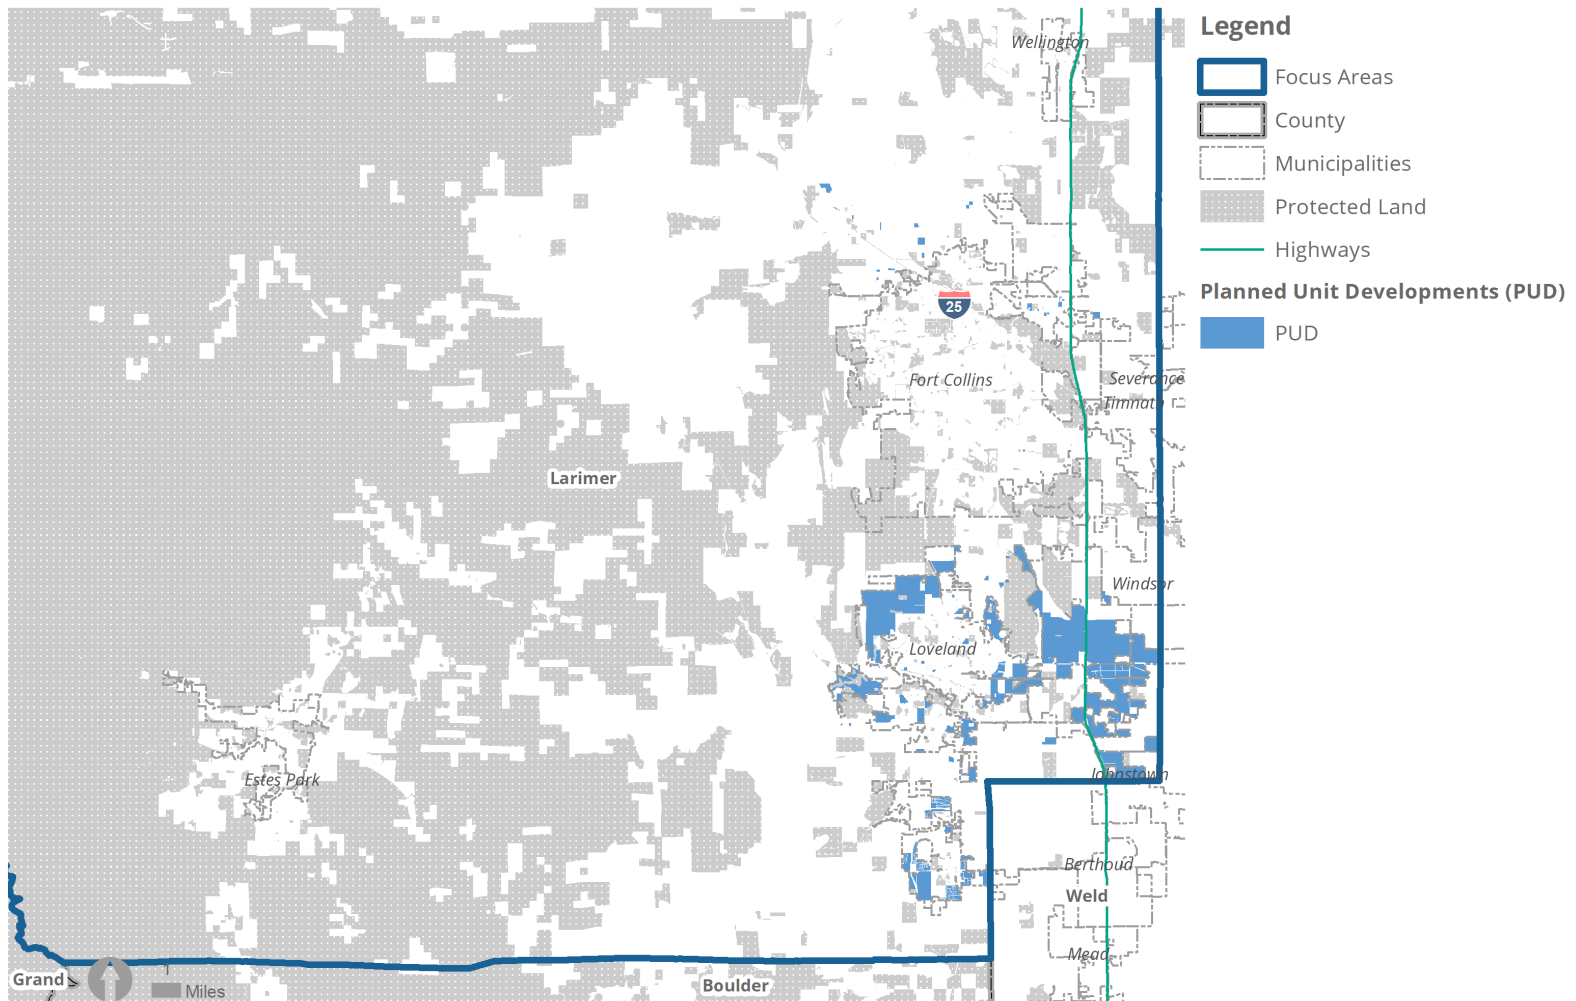 Legend
Focus Areas
County
Municipalities
Protected Land
Highways
Planned Unit Developments (PUD)
PUD
Wellington
25
Fort Collins
Severance
Timnath
Larimer
Windsor
Loveland
Estes Park
Johnstown
Berthoud
Weld
Mead
Grand
Boulder
Miles